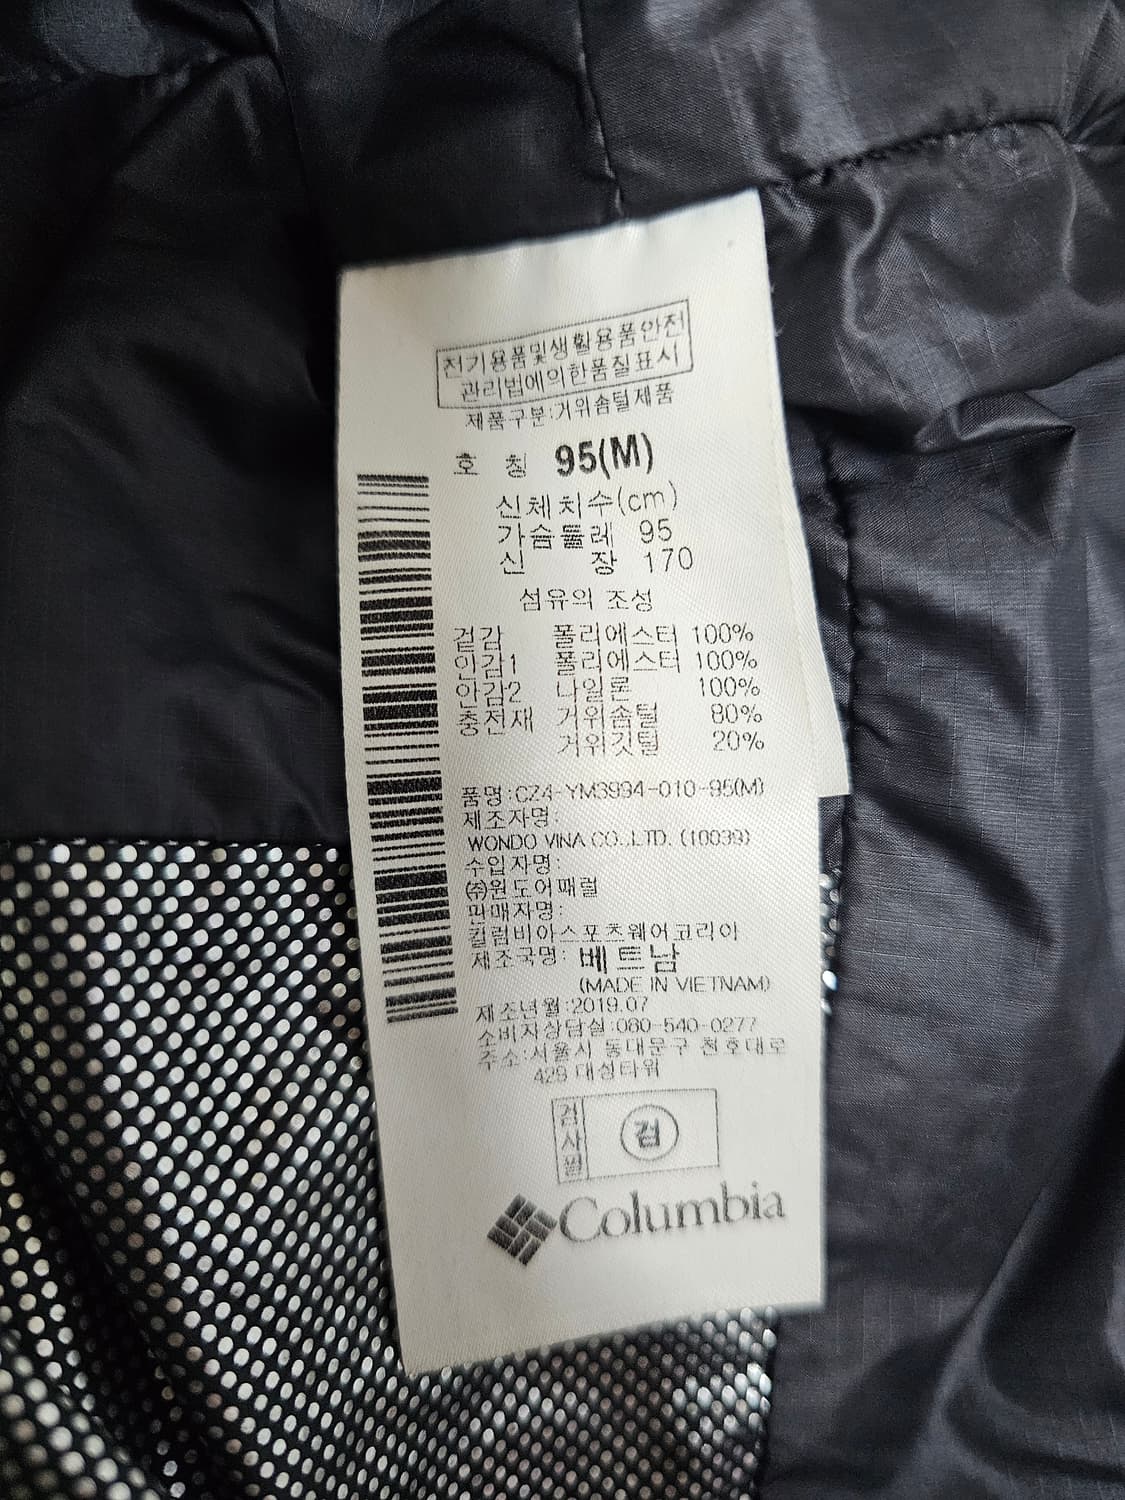 전기용품및생활용품안전
관리법에의한품질표시
제품구분:거위솜털제품
호 칭 95(M)
신체치수(cm)
가슴둘레 95
신 장 170
섬유의 조성
겉감 폴리에스터 100%
안감1 폴리에스터 100%
안감2 나일론 100%
충전재 거위솜털 80%
거위깃털 20%
품명:CZ4-YM3994-010-95(M)
제조자명:
WONDO VINA CO.,LTD. (10039)
수입자명:
(주)원도어패럴
판매자명:
컬럼비아스포츠웨어코리아
제조국명: 베트남
(MADE IN VIETNAM)
제조년월:2019.07
소비자상담실:080-540-0277
주소:서울시 동대문구 천호대로
429 대성타워
검사필
검
Columbia